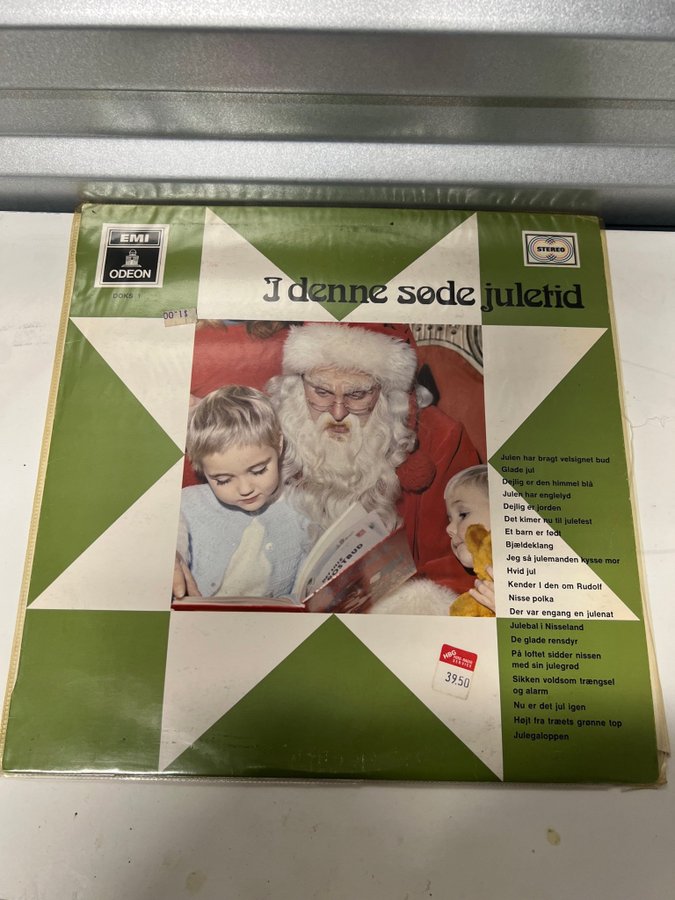 EMI
ODEON
DOKS 1
STEREO
I denne søde juletid
$1.00
Julen har bragt velsignet bud
Glade jul
Dejlig er den himmel blå
Julen har englelyd
Dejlig er jorden
Det kimer nu til julefest
Et barn er født
Bjældeklang
Jeg så julemanden kysse mor
Hvid jul
Kender I den om Rudolf
Nisse polka
Der var engang en julenat
Julebal i Nisseland
De glade rensdyr
På loftet sidder nissen
med sin julegrød
Sikken voldsom trængsel
og alarm
Nu er det jul igen
Højt fra træets grønne top
Julegaloppen
39.50